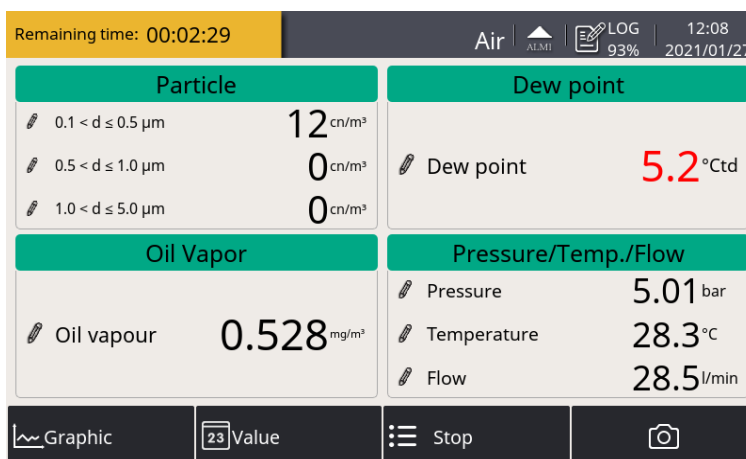 Remaining time: 00:02:29
Air
ALMI
LOG
93%
12:08
2021/01/27
Particle
0.1 < d ≤ 0.5 µm 12 cn/m³
0.5 < d ≤ 1.0 µm 0 cn/m³
1.0 < d ≤ 5.0 µm 0 cn/m³
Dew point
Dew point 5.2 °Ctd
Oil Vapor
Oil vapour 0.528 mg/m³
Pressure/Temp./Flow
Pressure 5.01 bar
Temperature 28.3 °C
Flow 28.5 l/min
Graphic
23 Value
Stop